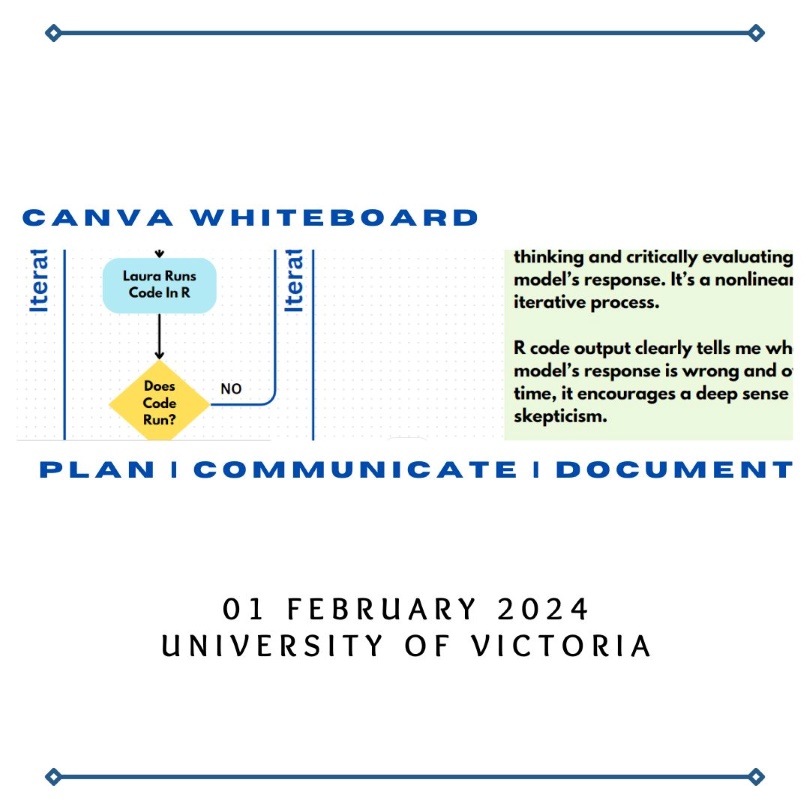 CANVA WHITEBOARD
Iterat
Laura Runs
Code In R
Does
Code
Run?
NO
Iterat
thinking and critically evaluating
model's response. It's a nonlinear
iterative process.
R code output clearly tells me wh
model's response is wrong and o
time, it encourages a deep sense
skepticism.
PLAN | COMMUNICATE | DOCUMENT
01 FEBRUARY 2024
UNIVERSITY OF VICTORIA